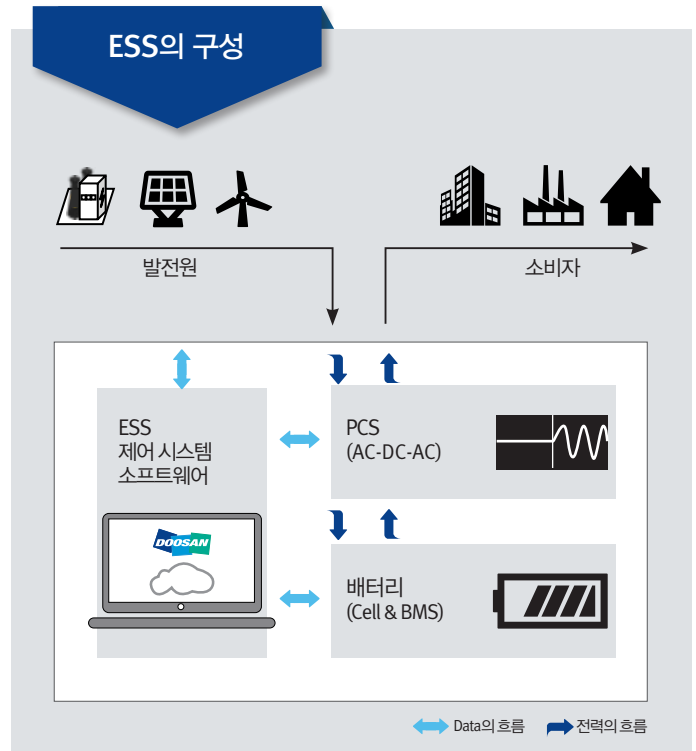 ESS의 구성
발전원
소비자
ESS
제어 시스템
소프트웨어
DOOSAN
PCS
(AC-DC-AC)
배터리
(Cell & BMS)
Data의 흐름
전력의 흐름